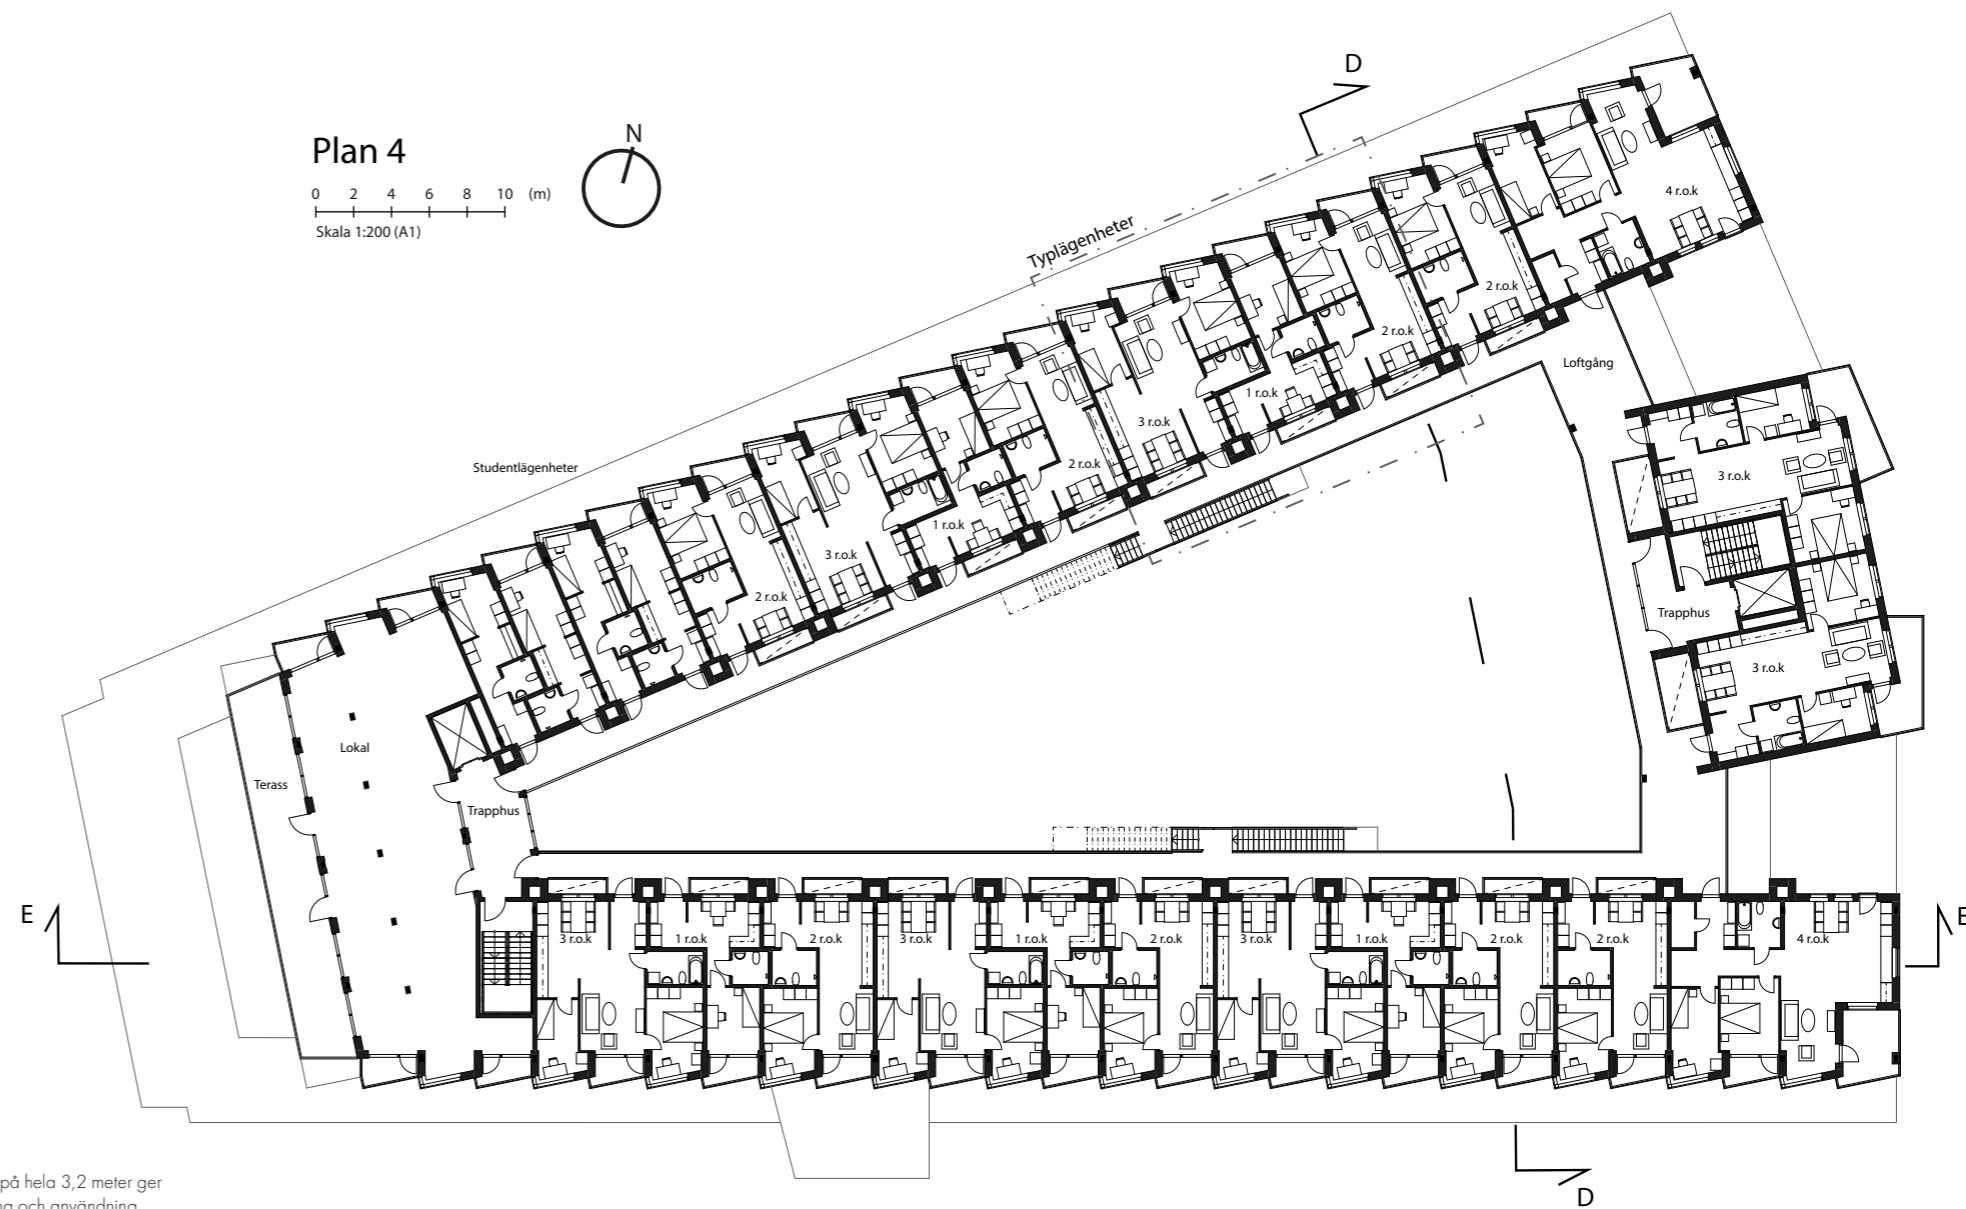 D
N
Plan 4
0 2 4 6 8 10 (m)
Skala 1:200 (A1)
4 r.o.k
Typlägenheter
2 r.o.k
2 r.o.k
Loftgång
1 r.o.k
3 r.o.k
Studentlägenheter
2 r.o.k
3 r.o.k
1 r.o.k
3 r.o.k
2 r.o.k
Trapphus
3 r.o.k
Lokal
Terass
Trapphus
E
E
3 r.o.k 1 r.o.k 2 r.o.k 3 r.o.k 1 r.o.k 2 r.o.k 3 r.o.k 1 r.o.k 2 r.o.k 2 r.o.k 4 r.o.k
på hela 3,2 meter ger
och användning
D